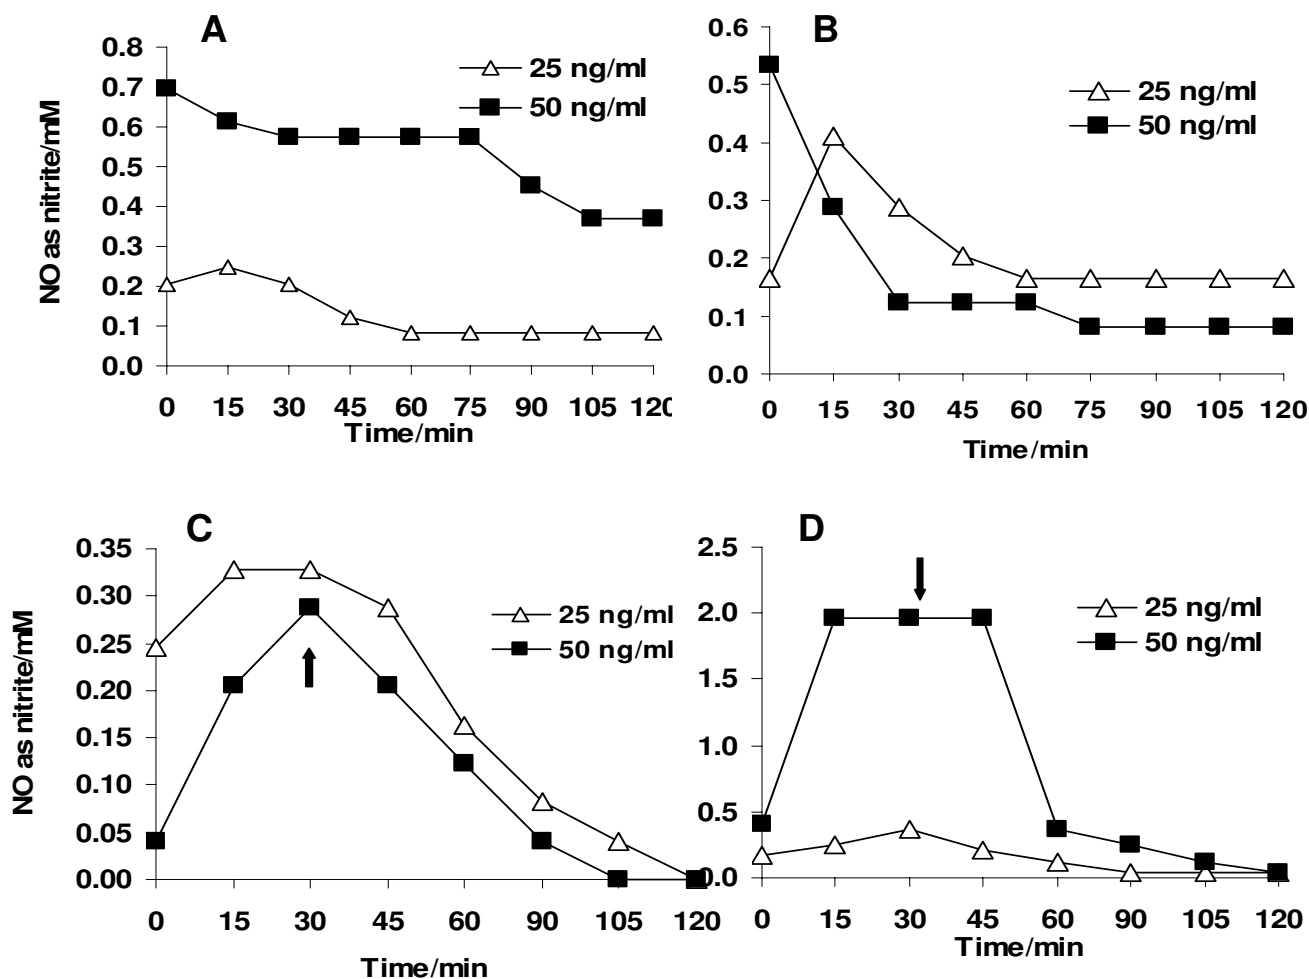 A
NO as nitrite/mM
0.8
0.7
0.6
0.5
0.4
0.3
0.2
0.1
0.0
25 ng/ml
50 ng/ml
0 15 30 45 60 75 90 105 120
Time/min
B
0.6
0.5
0.4
0.3
0.2
0.1
0.0
25 ng/ml
50 ng/ml
0 15 30 45 60 75 90 105 120
Time/min
C
NO as nitrite/mM
0.35
0.30
0.25
0.20
0.15
0.10
0.05
0.00
25 ng/ml
50 ng/ml
0 15 30 45 60 90 105 120
Time/min
D
2.5
2.0
1.5
1.0
0.5
0.0
25 ng/ml
50 ng/ml
0 15 30 45 60 90 105 120
Time/min